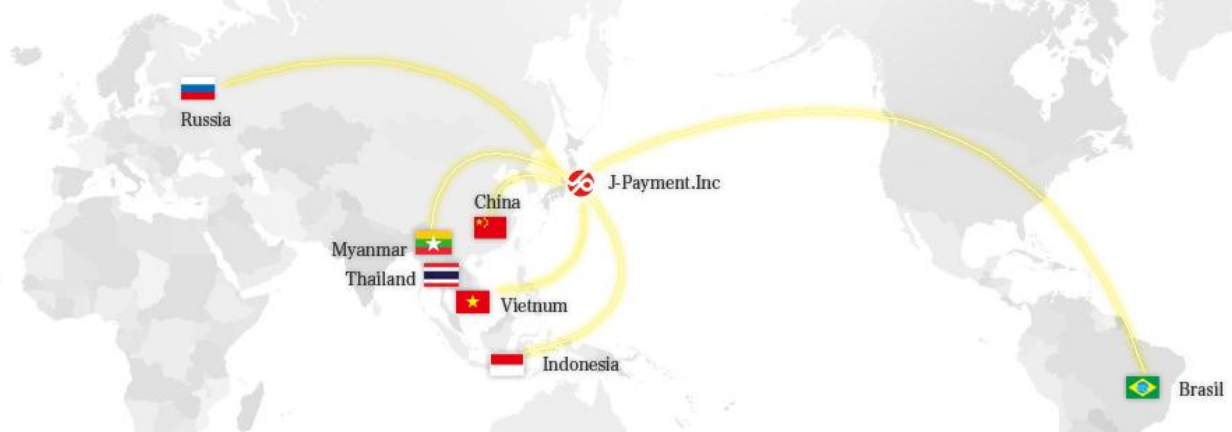 Russia
J-Payment.Inc
China
Myanmar
Thailand
Vietnum
Indonesia
Brasil